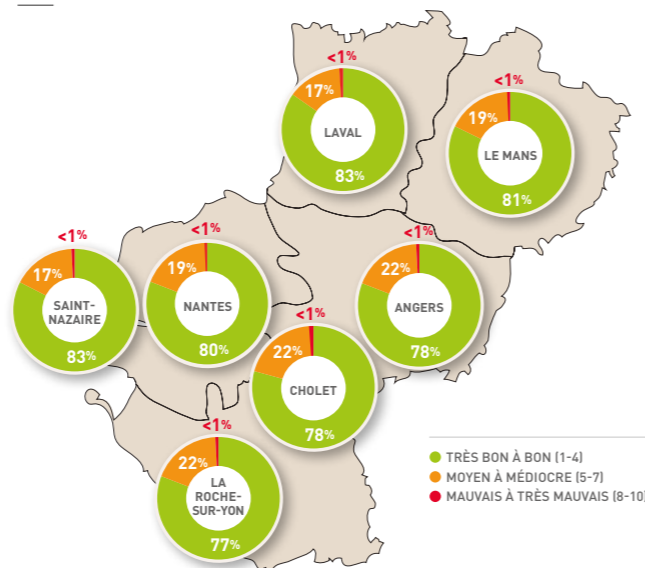 <1%
17%
LAVAL
83%
<1%
19%
LE MANS
81%
<1%
17%
SAINT-
NAZAIRE
83%
<1%
19%
NANTES
80%
<1%
22%
ANGERS
78%
<1%
22%
CHOLET
78%
<1%
22%
LA
ROCHE-
SUR-YON
77%
TRÈS BON À BON (1-4)
MOYEN À MÉDIOCRE (5-7)
MAUVAIS À TRÈS MAUVAIS (8-10)